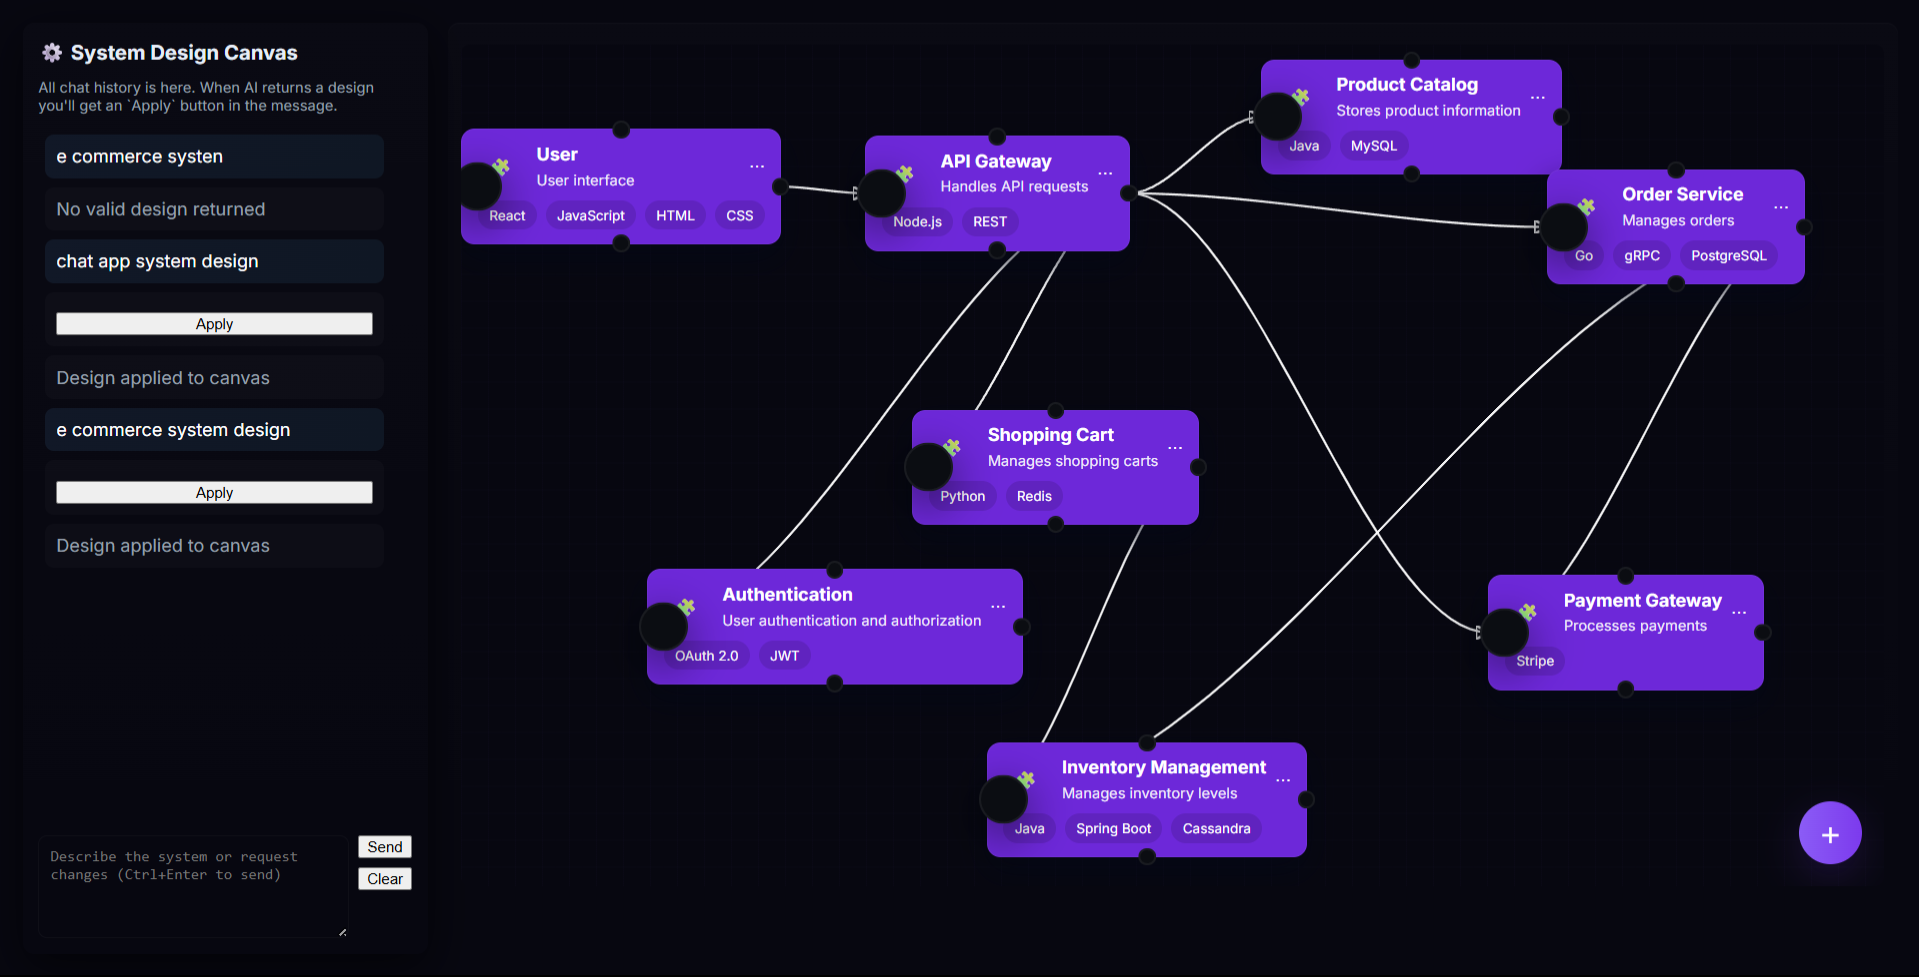 System Design Canvas
All chat history is here. When AI returns a design
you'll get an `Apply` button in the message.
e commerce systen
No valid design returned
chat app system design
Apply
Design applied to canvas
e commerce system design
Apply
Design applied to canvas
Describe the system or request
changes (Ctrl+Enter to send)
Send
Clear
User
...
User interface
React JavaScript HTML CSS
API Gateway
...
Handles API requests
Node.js REST
Product Catalog
...
Stores product information
Java MySQL
Order Service
...
Manages orders
Go gRPC PostgreSQL
Shopping Cart
...
Manages shopping carts
Python Redis
Authentication
...
User authentication and authorization
OAuth 2.0 JWT
Payment Gateway
...
Processes payments
Stripe
Inventory Management
...
Manages inventory levels
Java Spring Boot Cassandra
+